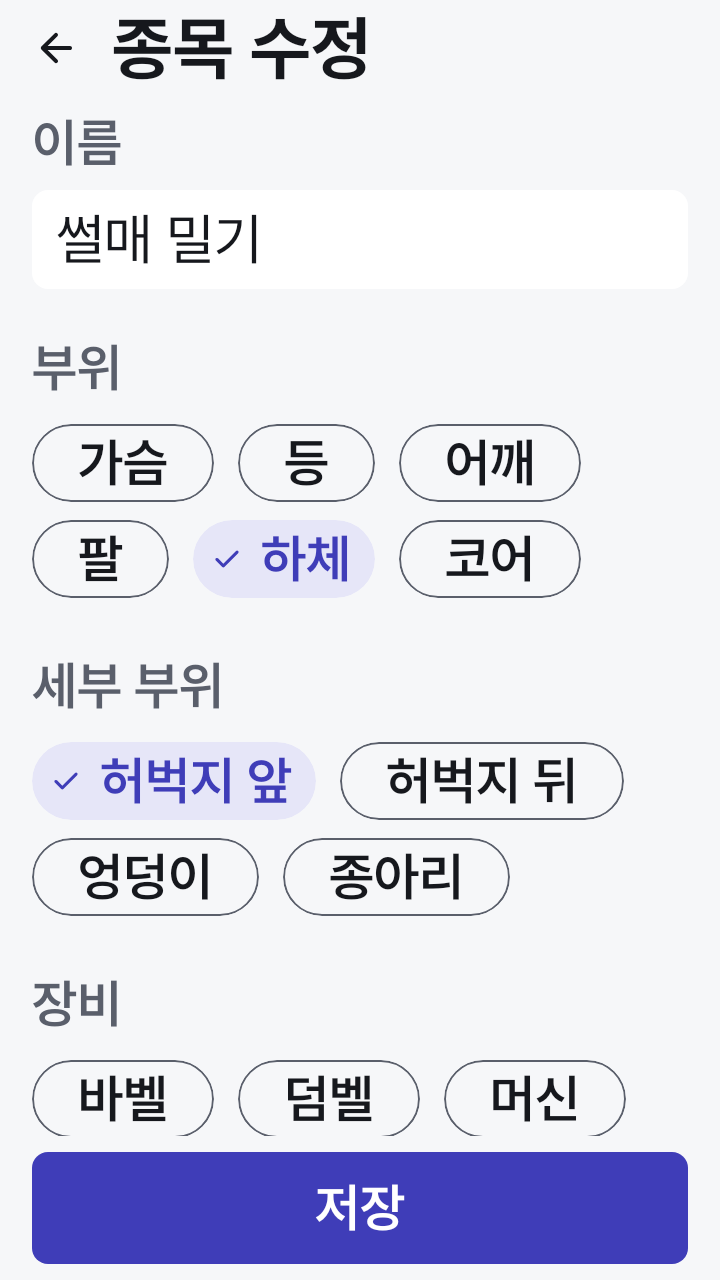 종목 수정
이름
썰매 밀기
부위
가슴 등 어깨
팔 하체 코어
세부 부위
허벅지 앞 허벅지 뒤
엉덩이 종아리
장비
바벨 덤벨 머신
저장